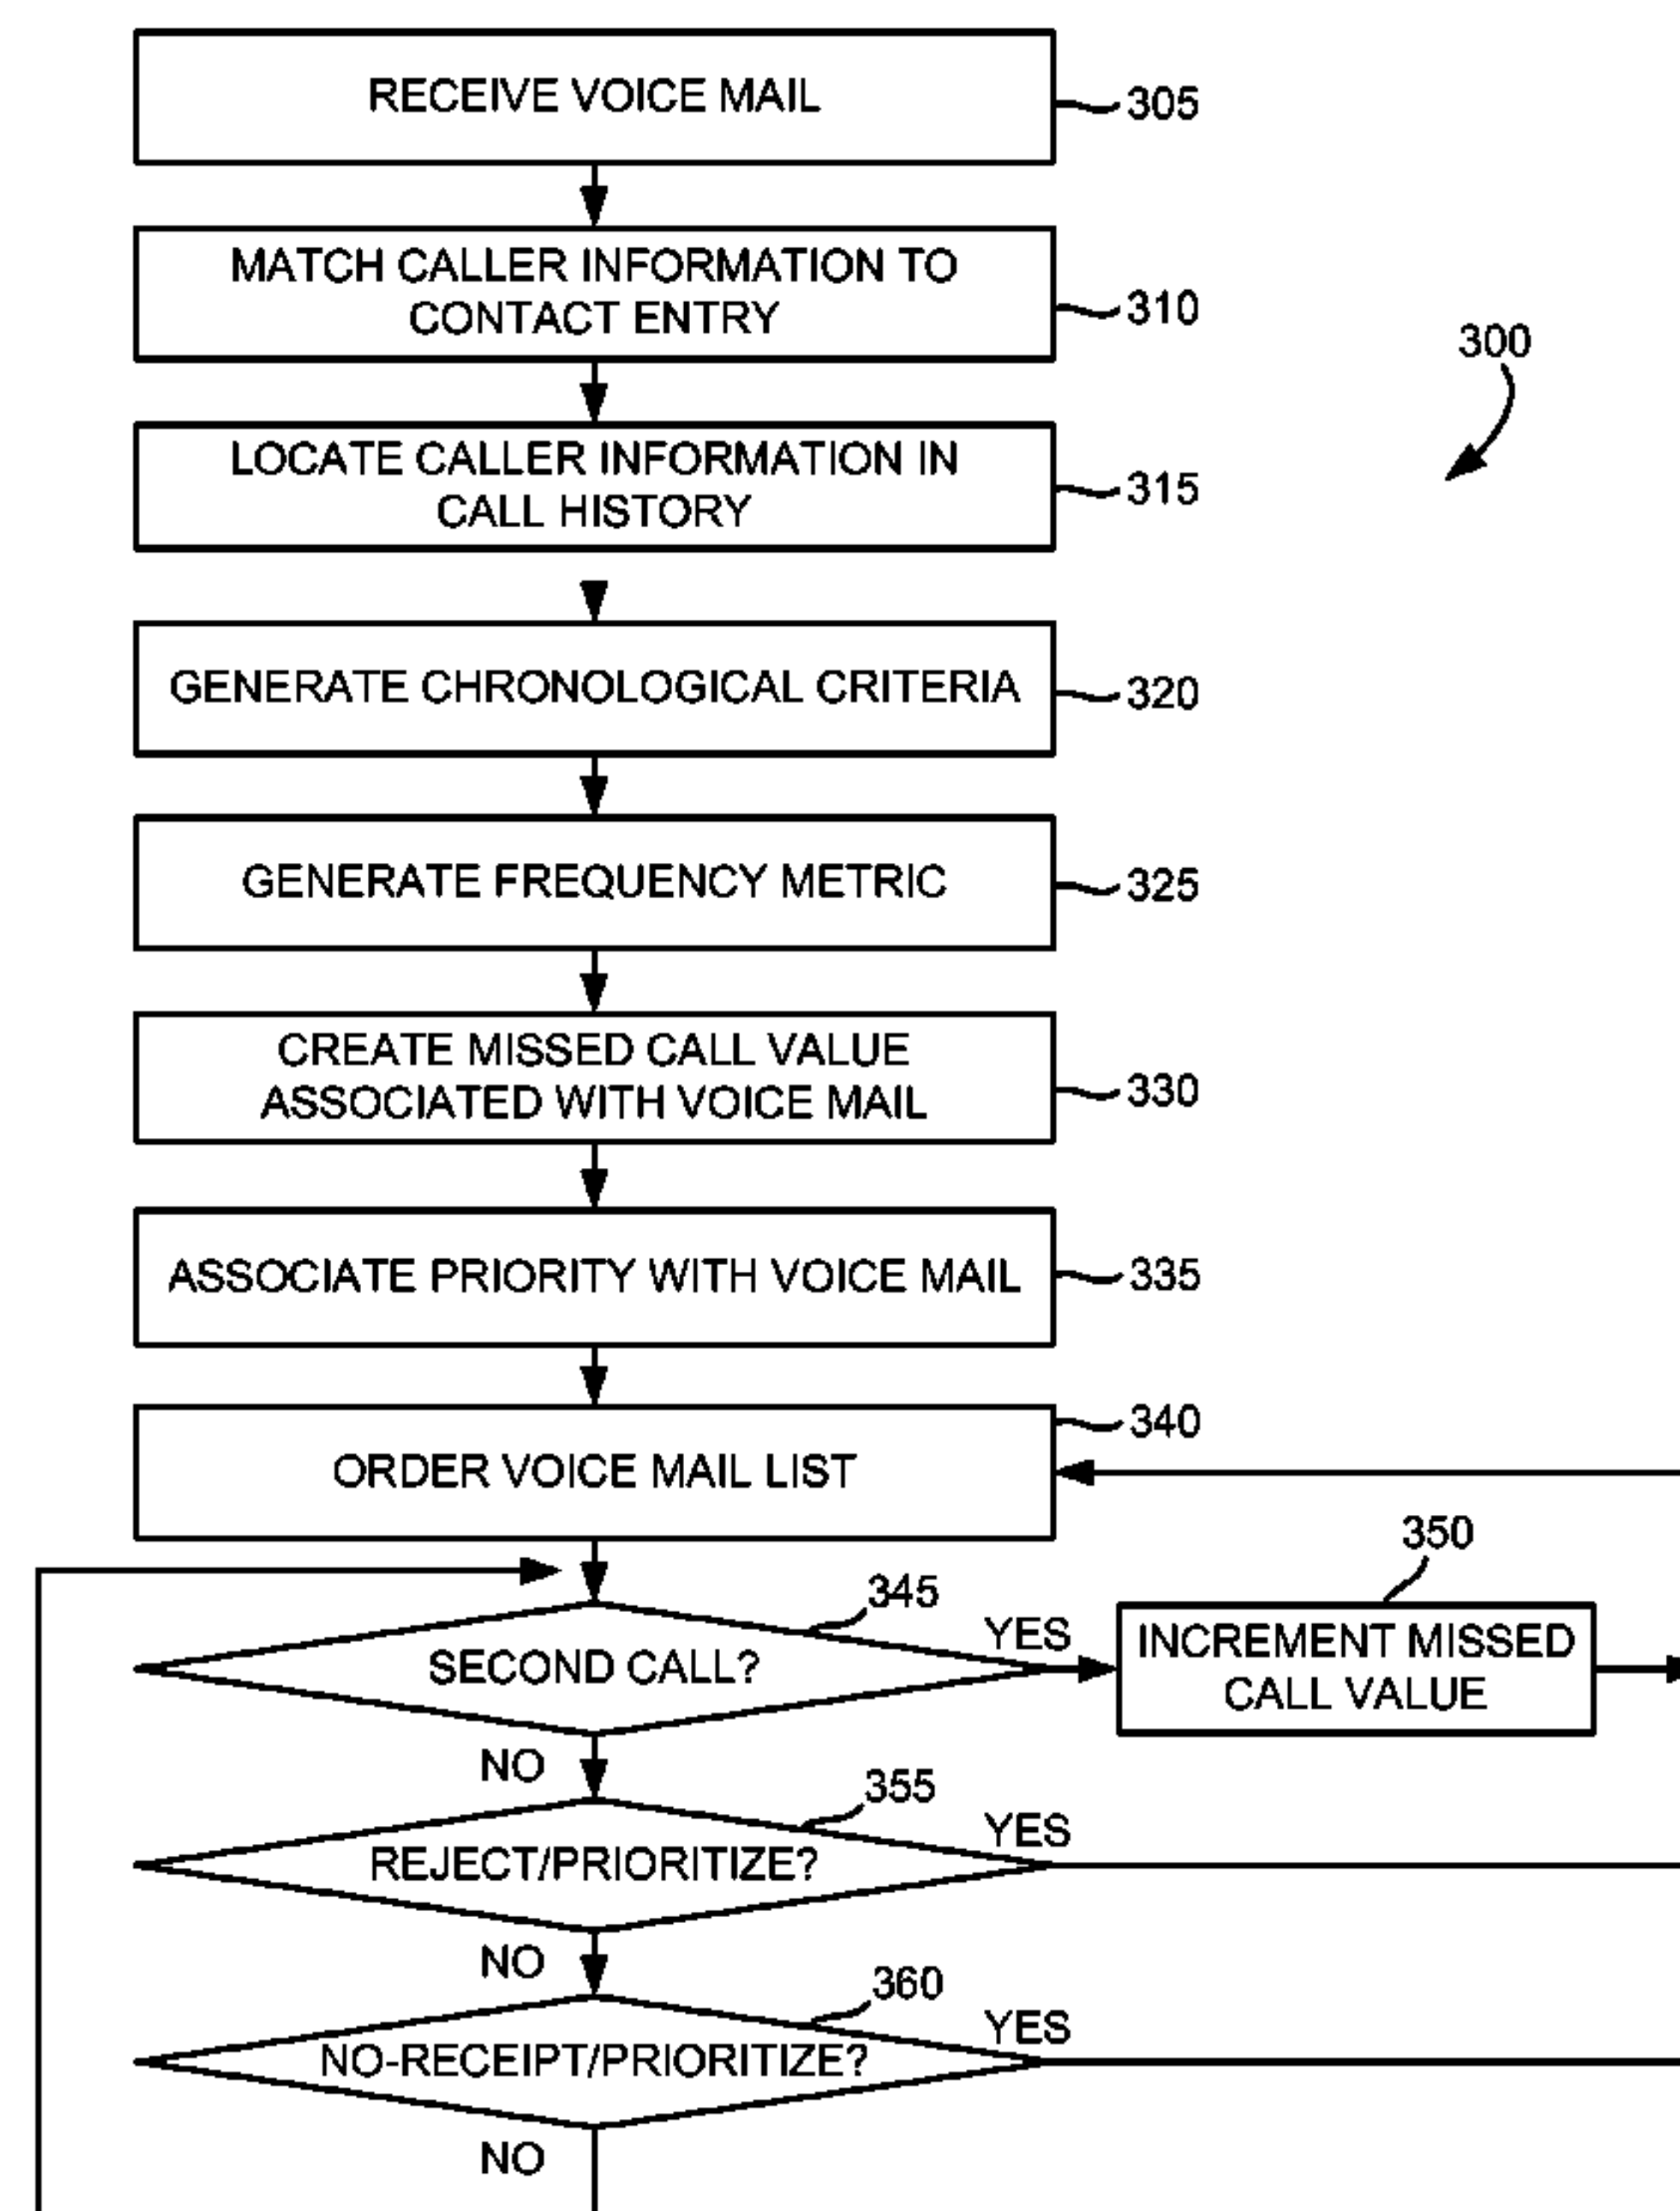 RECEIVE VOICE MAIL
305
MATCH CALLER INFORMATION TO
CONTACT ENTRY
310
300
LOCATE CALLER INFORMATION IN
CALL HISTORY
315
GENERATE CHRONOLOGICAL CRITERIA
320
GENERATE FREQUENCY METRIC
325
CREATE MISSED CALL VALUE
ASSOCIATED WITH VOICE MAIL
330
ASSOCIATE PRIORITY WITH VOICE MAIL
335
ORDER VOICE MAIL LIST
340
345
SECOND CALL?
YES
350
INCREMENT MISSED
CALL VALUE
NO
355
REJECT/PRIORITIZE?
YES
NO
360
NO-RECEIPT/PRIORITIZE?
YES
NO